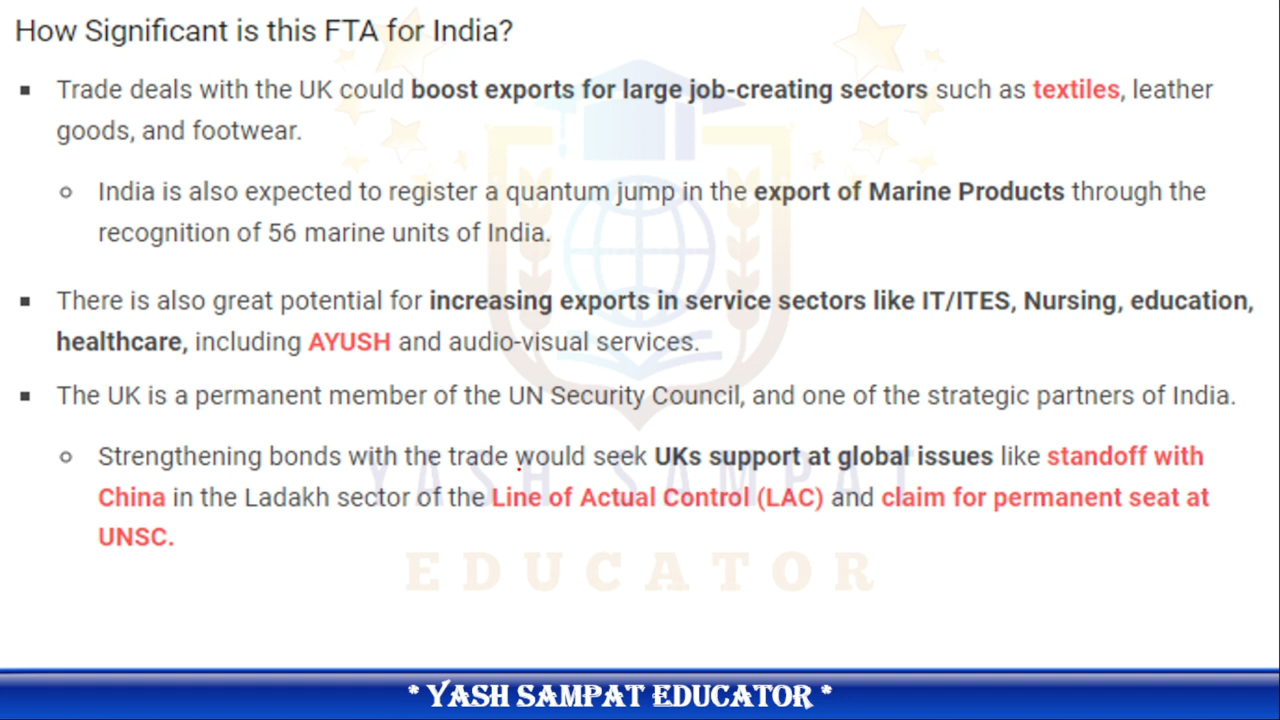 How Significant is this FTA for India?
▪ Trade deals with the UK could boost exports for large job-creating sectors such as textiles, leather
goods, and footwear.
○ India is also expected to register a quantum jump in the export of Marine Products through the
recognition of 56 marine units of India.
▪ There is also great potential for increasing exports in service sectors like IT/ITES, Nursing, education,
healthcare, including AYUSH and audio-visual services.
▪ The UK is a permanent member of the UN Security Council, and one of the strategic partners of India.
○ Strengthening bonds with the trade would seek UKs support at global issues like standoff with
China in the Ladakh sector of the Line of Actual Control (LAC) and claim for permanent seat at
UNSC.
YASH SAMPAT
EDUCATOR
* YASH SAMPAT EDUCATOR *